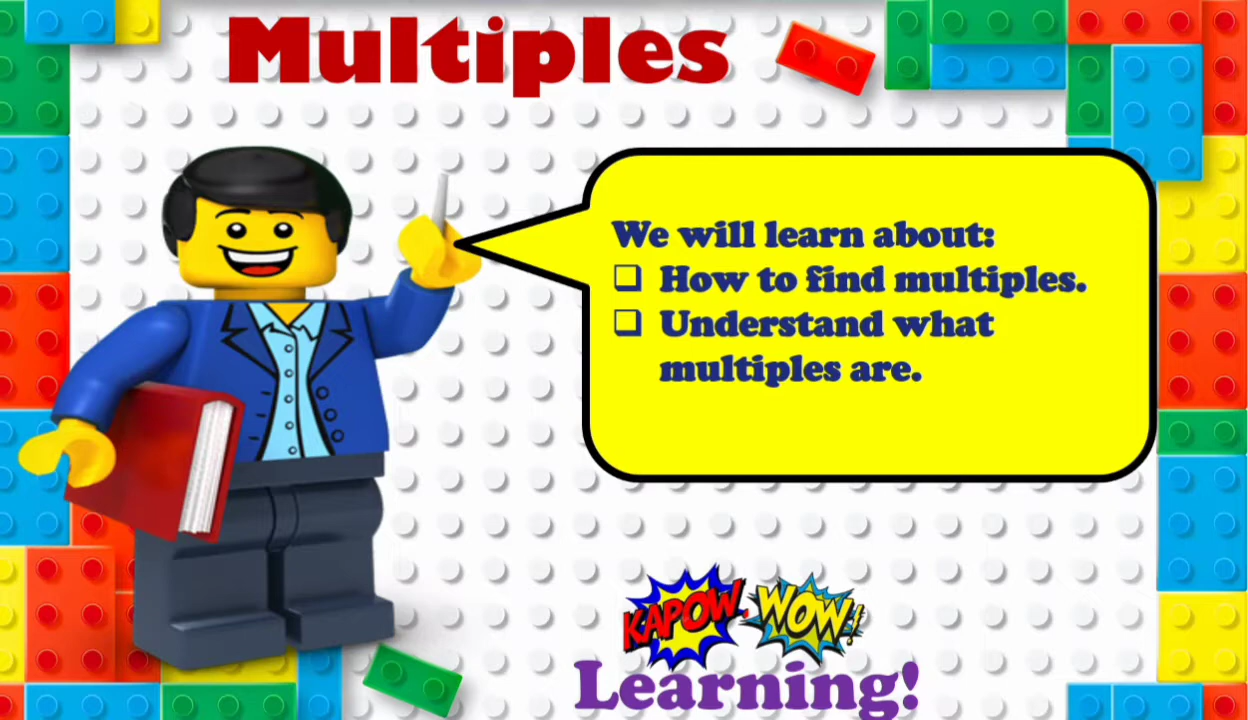 Multiples
We will learn about:
❑ How to find multiples.
❑ Understand what
multiples are.
KAPOW. WOW!
Learning!